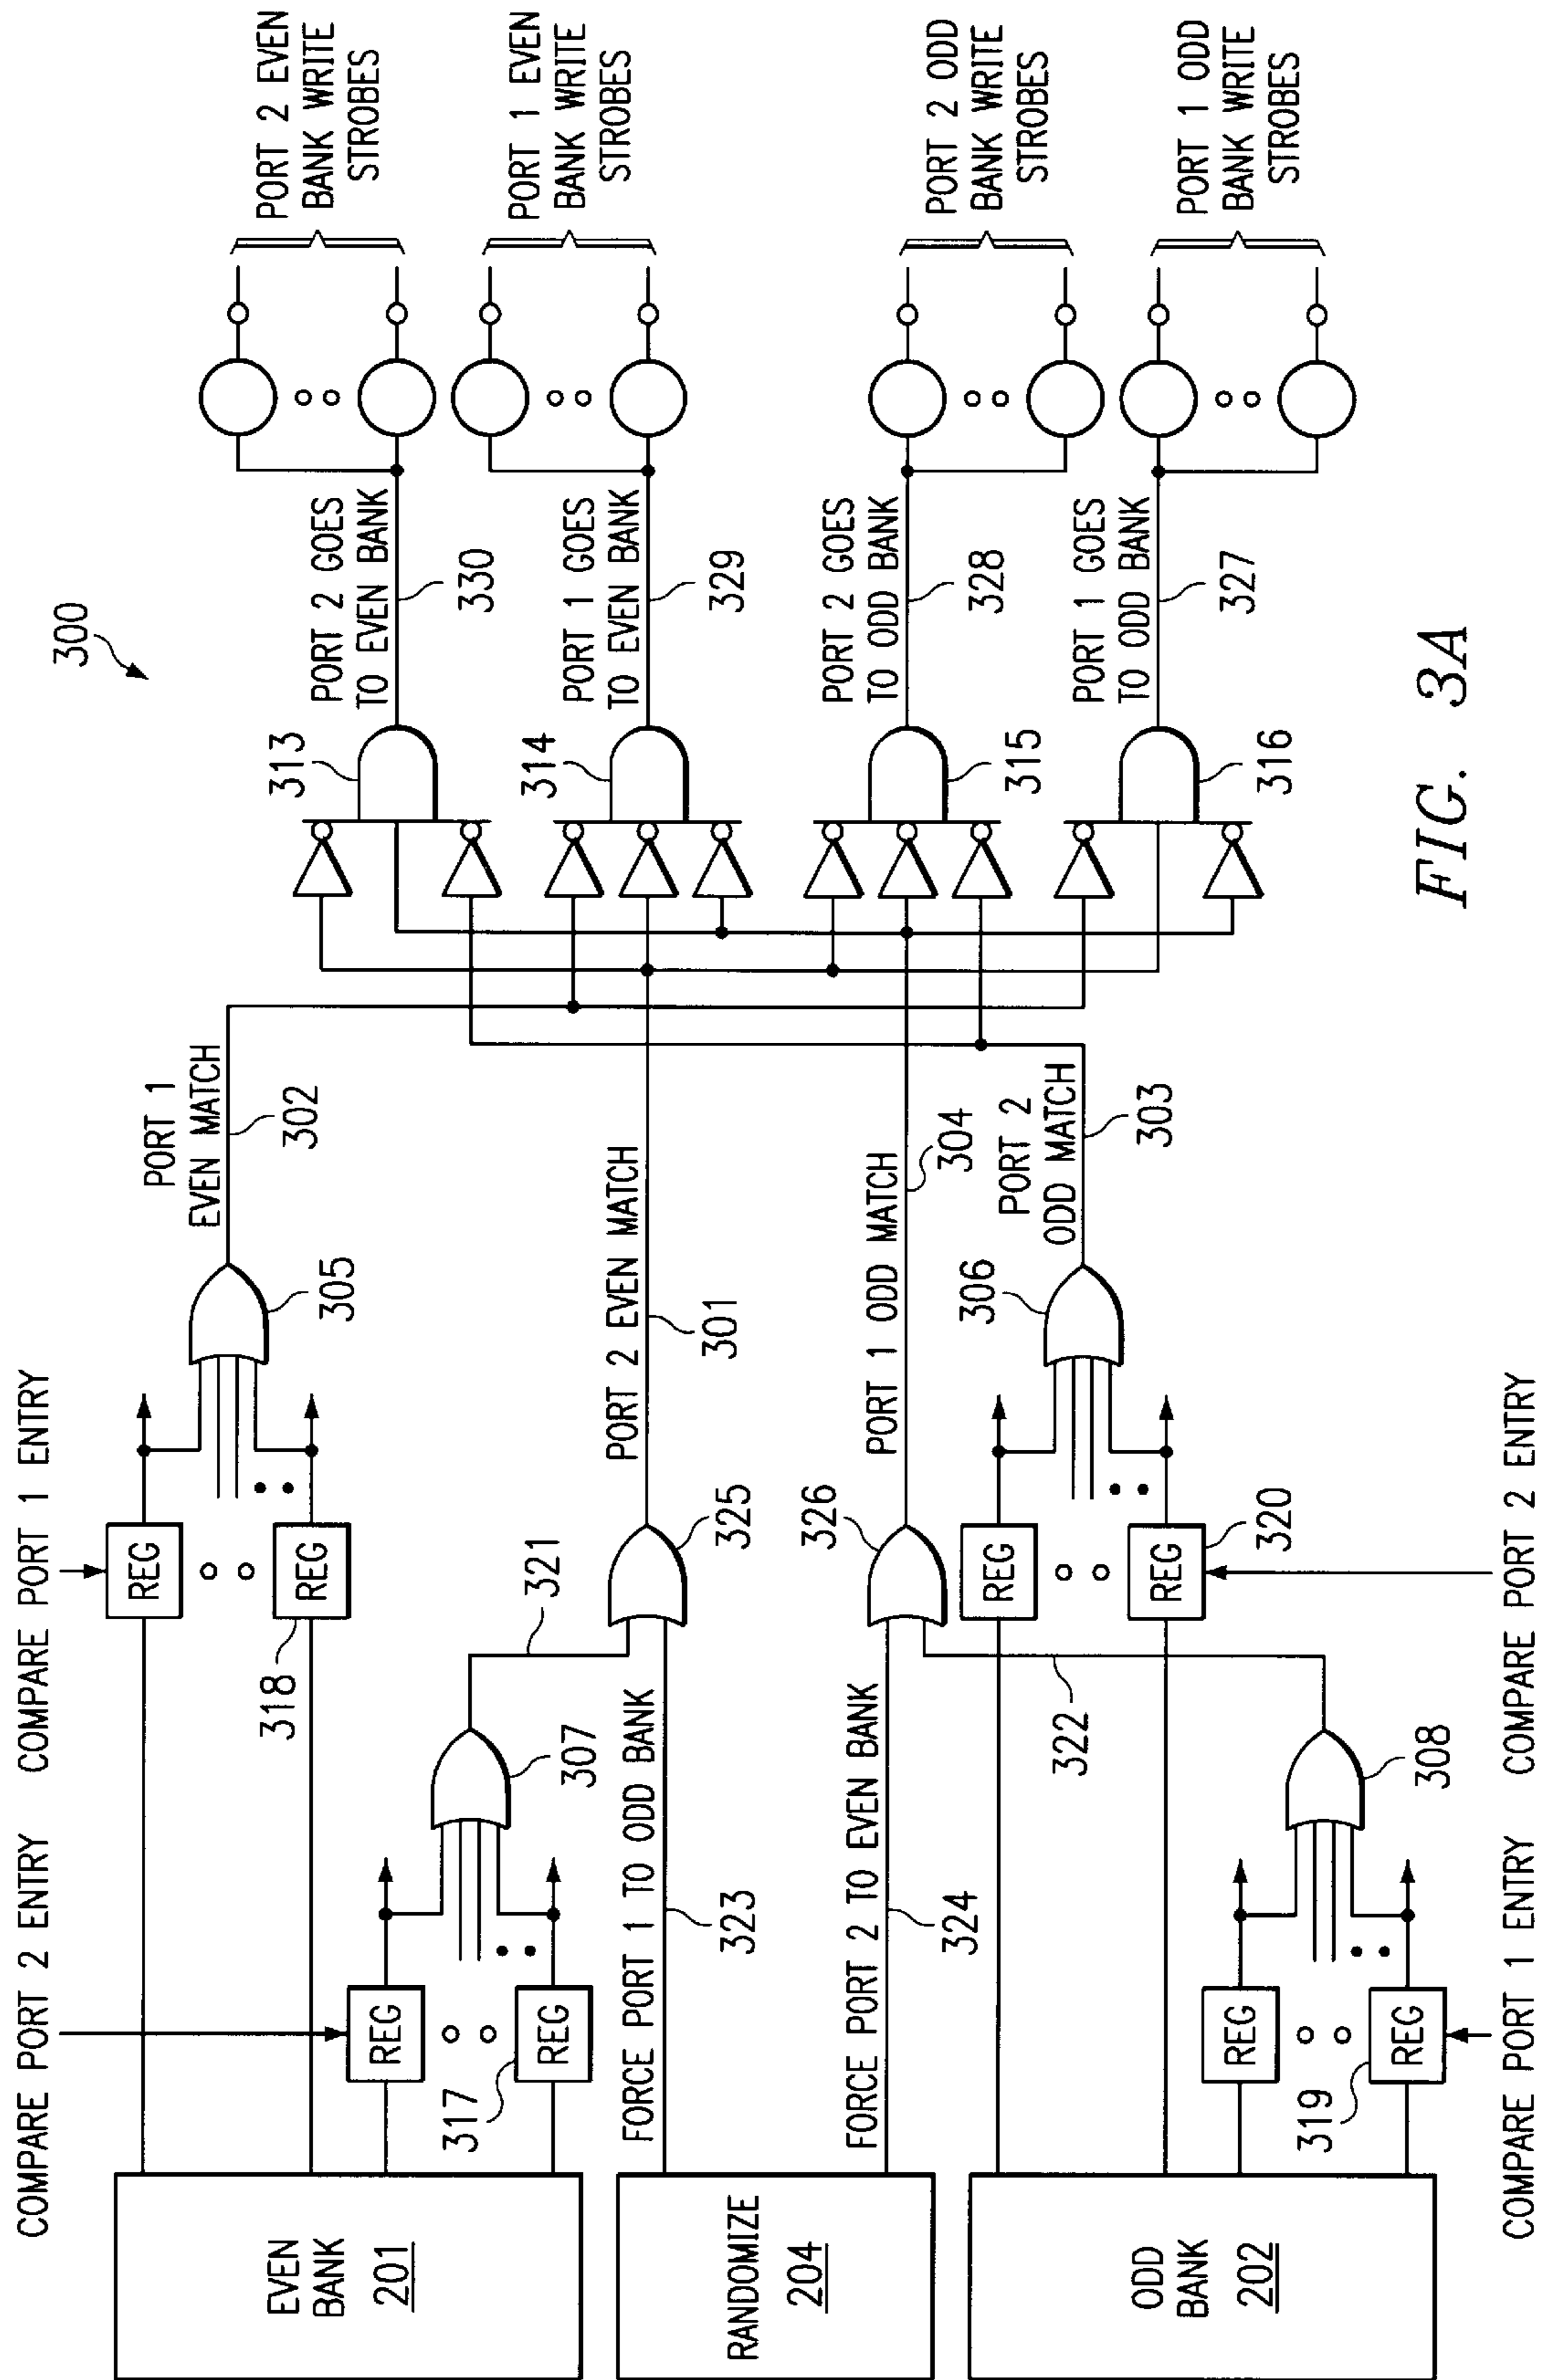 300
PORT 2 EVEN
BANK WRITE
STROBES
PORT 1 EVEN
BANK WRITE
STROBES
PORT 2 ODD
BANK WRITE
STROBES
PORT 1 ODD
BANK WRITE
STROBES
PORT 2 GOES
TO EVEN BANK
330
PORT 1 GOES
TO EVEN BANK
329
PORT 2 GOES
TO ODD BANK
328
PORT 1 GOES
TO ODD BANK
327
313
314
315
316
PORT 1
EVEN MATCH
302
PORT 2 EVEN MATCH
301
PORT 1 ODD MATCH
304
PORT 2
ODD MATCH
303
305
306
COMPARE PORT 1 ENTRY
REG
REG
318
325
326
321
REG
REG
320
322
COMPARE PORT 2 ENTRY
COMPARE PORT 2 ENTRY
REG
REG
317
307
FORCE PORT 1 TO ODD BANK
323
FORCE PORT 2 TO EVEN BANK
324
308
REG
REG
319
COMPARE PORT 1 ENTRY
EVEN
BANK
201
RANDOMIZE
204
ODD
BANK
202
FIG. 3A